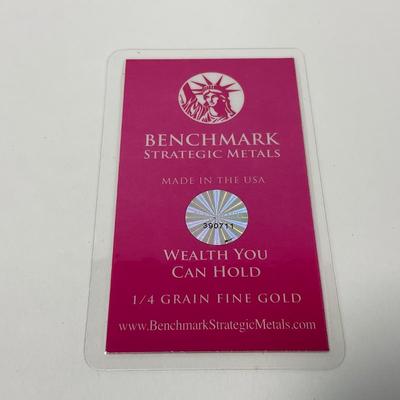 BENCHMARK
STRATEGIC METALS
MADE IN THE USA
390711
WEALTH YOU
CAN HOLD
1/4 GRAIN FINE GOLD
www.BenchmarkStrategicMetals.com